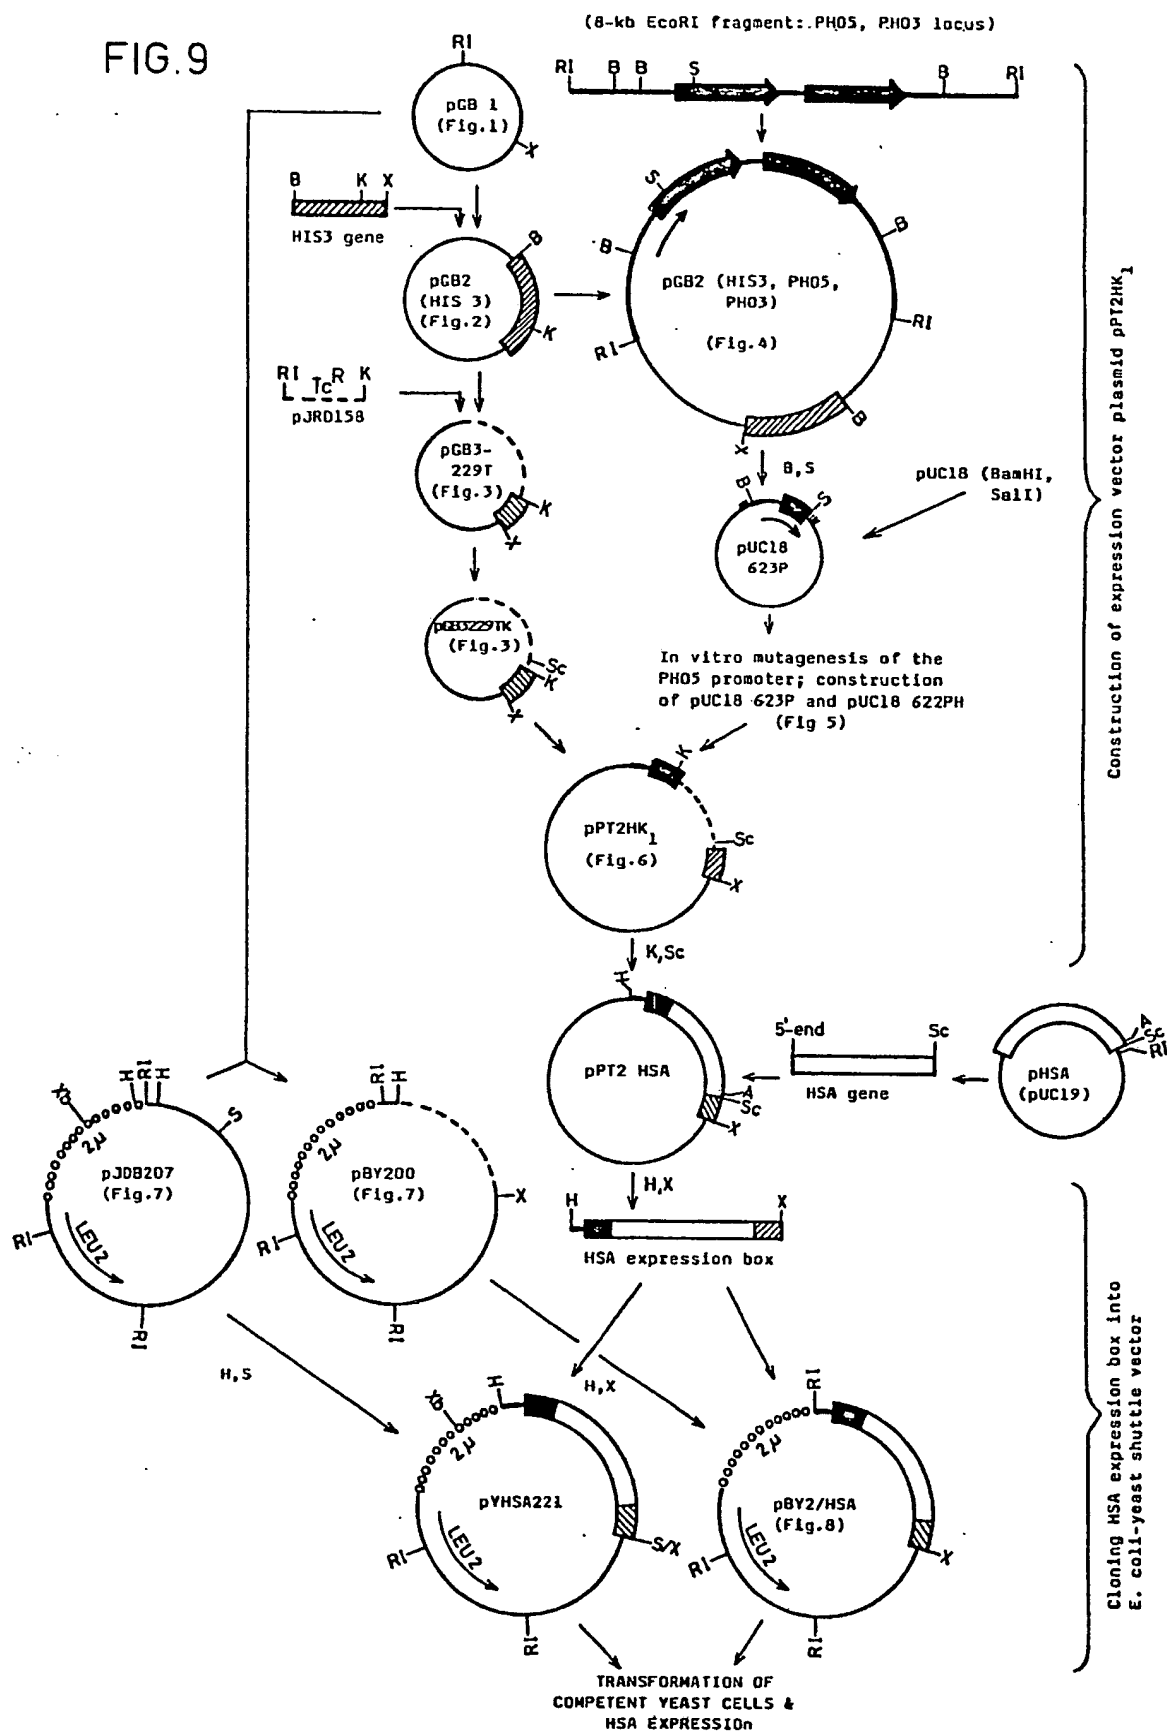 FIG.9
(8-kb EcoRI fragment: PHO5, PHO3 locus)
RI
B
B
S
B
RI
RI
pGB 1
(Fig.1)
X
B
K
X
HIS3 gene
pGB2
(HIS 3)
(Fig.2)
B
K
S
B
B
RI
RI
pGB2 (HIS3, PHO5,
PHO3)
(Fig.4)
X
B
RI
TcR
K
pJRD158
pGB3-
229T
(Fig.3)
K
X
B,S
pUC18 (BamHI,
SalI)
B
S
pUC18
623P
pGB3229TK
(Fig.3)
Sc
K
X
In vitro mutagenesis of the
PHO5 promoter; construction
of pUC18 623P and pUC18 622PH
(Fig 5)
K
pPT2HK1
(Fig.6)
Sc
X
K,Sc
Construction of expression vector plasmid pPT2HK1
H
pPT2 HSA
A
Sc
X
5'-end
Sc
HSA gene
pHSA
(pUC19)
A
Sc
RI
H,X
H
X
HSA expression box
Xb
H
RI
H
S
2µ
pJDB207
(Fig.7)
LEU2
RI
RI
RI
H
2µ
pBY200
(Fig.7)
X
LEU2
RI
RI
H,S
H,X
Xb
H
2µ
pYHSA221
LEU2
S/X
RI
RI
RI
2µ
pBY2/HSA
(Fig.8)
LEU2
X
RI
RI
Cloning HSA expression box into
E. coli-yeast shuttle vector
TRANSFORMATION OF
COMPETENT YEAST CELLS &
HSA EXPRESSION